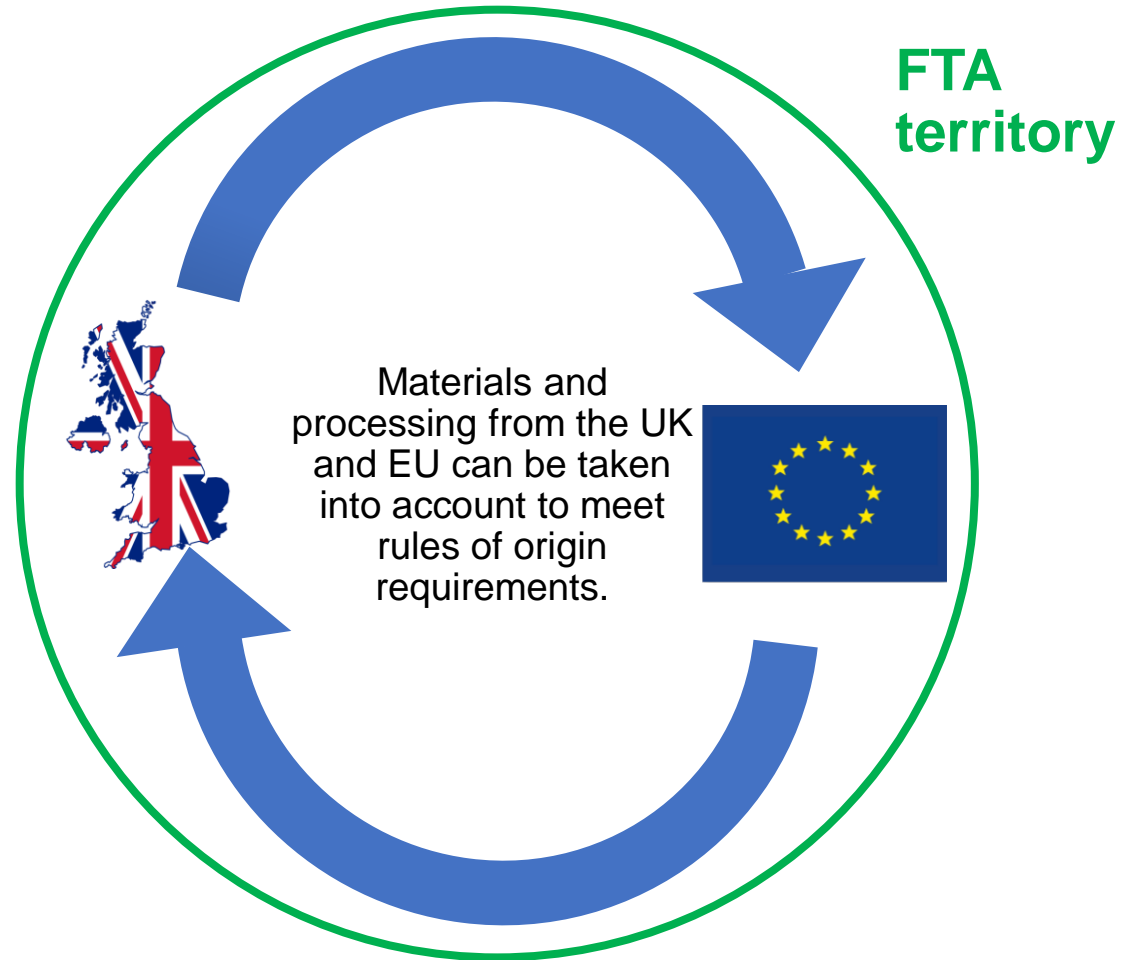 FTA
territory
Materials and
processing from the UK
and EU can be taken
into account to meet
rules of origin
requirements.